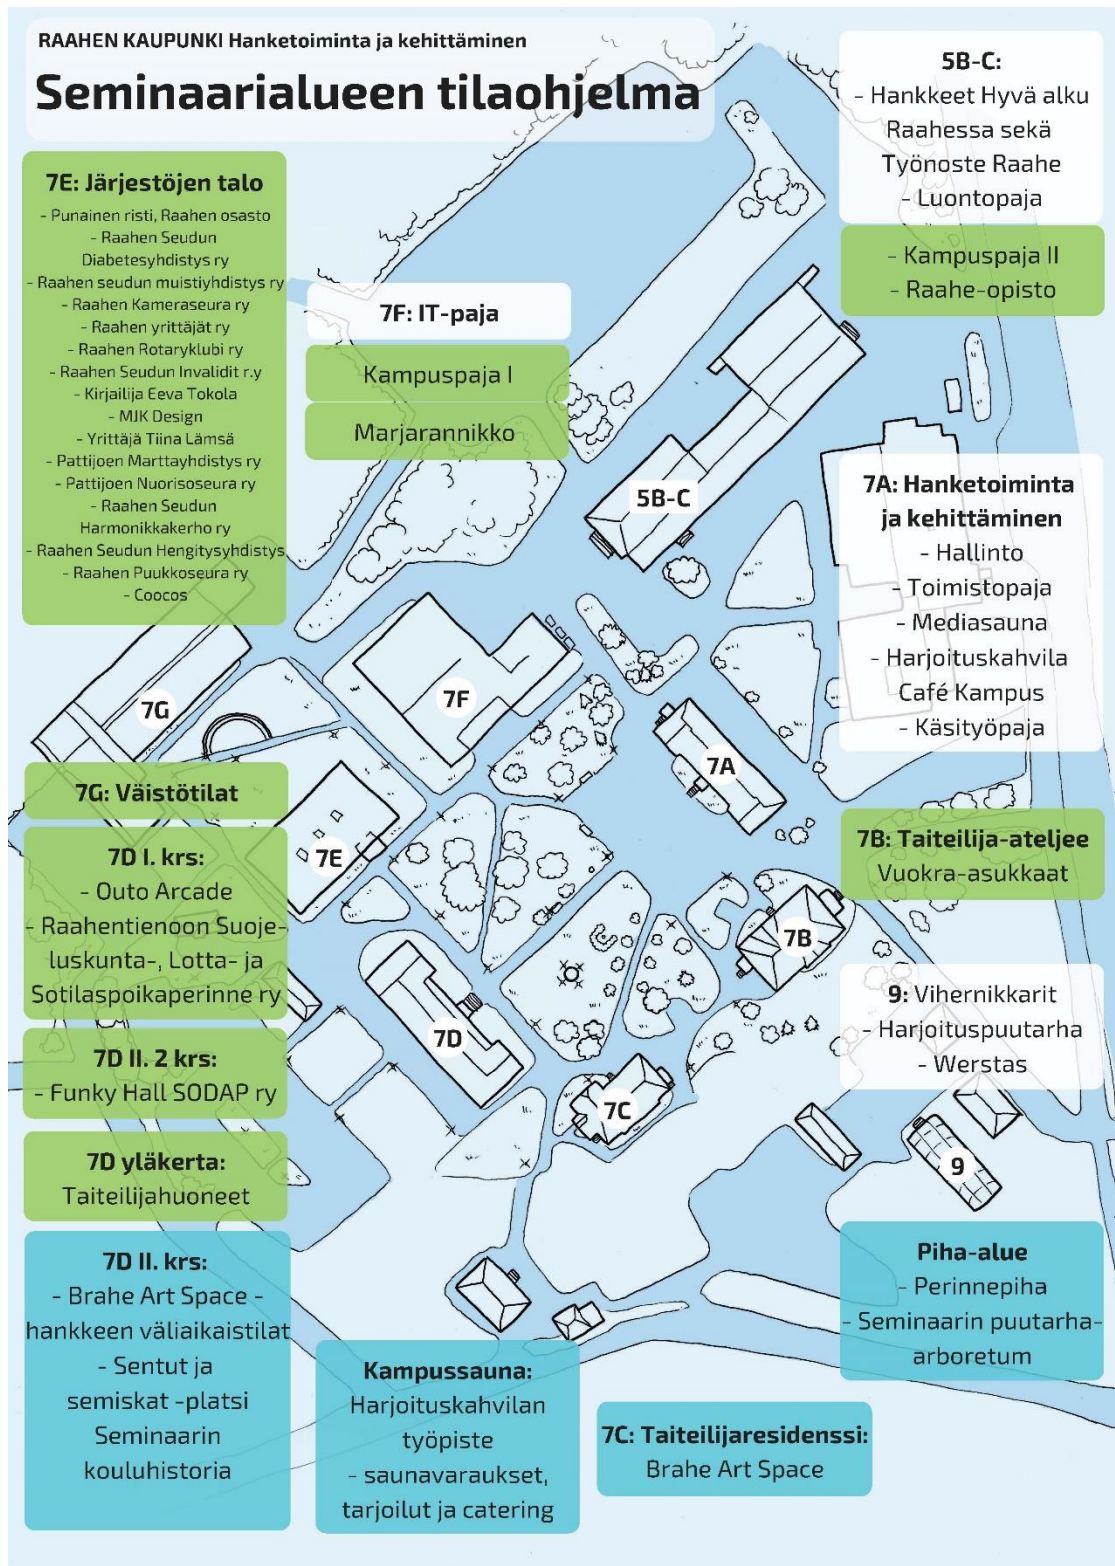 RAAHEN KAUPUNKI Hanketoiminta ja kehittäminen
Seminaarialueen tilaohjelma
7E: Järjestöjen talo
- Punainen risti, Raahen osasto
- Raahen Seudun
Diabetesyhdistys ry
- Raahen seudun muistiyhdistys ry
- Raahen Kameraseura ry
- Raahen yrittäjät ry
- Raahen Rotaryklubi ry
- Raahen Seudun Invalidit r.y
- Kirjailija Eeva Tokola
- MJK Design
- Yrittäjä Tiina Lämsä
- Pattijoen Marttayhdistys ry
- Pattijoen Nuorisoseura ry
- Raahen Seudun
Harmonikkakerho ry
- Raahen Seudun Hengitysyhdistys
- Raahen Puukkoseura ry
- Coocos
7F: IT-paja
Kampuspaja I
Marjarannikko
5B-C:
- Hankkeet Hyvä alku
Raahessa sekä
Työnoste Raahe
- Luontopaja
- Kampuspaja II
- Raahe-opisto
5B-C
7A: Hanketoiminta
ja kehittäminen
- Hallinto
- Toimistopaja
- Mediasauna
- Harjoituskahvila
Café Kampus
- Käsityöpaja
7G
7F
7A
7E
7B
7D
7C
9
7G: Väistötilat
7D I. krs:
- Outo Arcade
- Raahentienoon Suoje-
luskunta-, Lotta- ja
Sotilaspoikaperinne ry
7D II. 2 krs:
- Funky Hall SODAP ry
7D yläkerta:
Taiteilijahuoneet
7D II. krs:
- Brahe Art Space -
hankkeen väliaikaistilat
- Sentut ja
semiskat -platsi
Seminaarin
kouluhistoria
7B: Taiteilija-ateljee
Vuokra-asukkaat
9: Vihernikkarit
- Harjoituspuutarha
- Werstas
Piha-alue
- Perinnepiha
- Seminaarin puutarha-
arboretum
Kampussauna:
Harjoituskahvilan
työpiste
- saunavaraukset,
tarjoilut ja catering
7C: Taiteilijaresidenssi:
Brahe Art Space